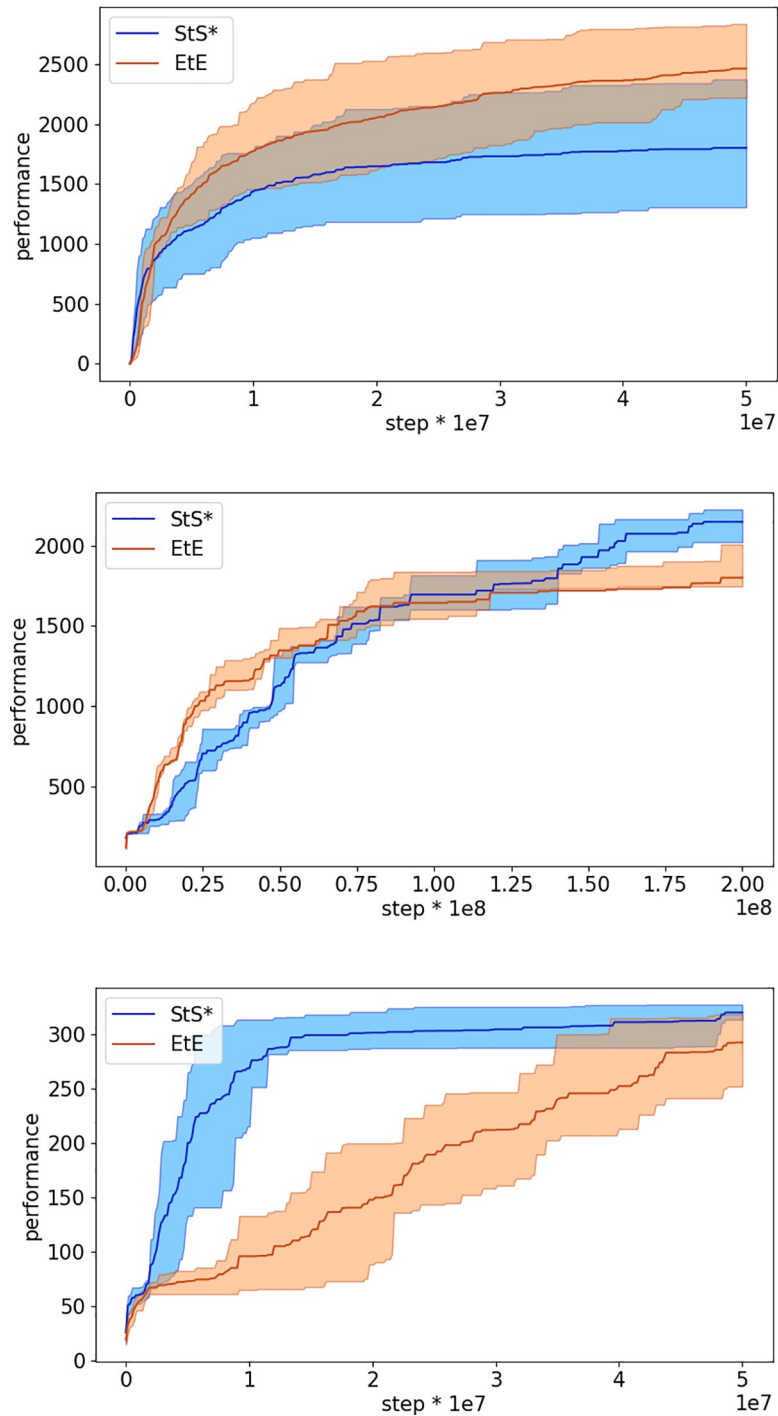 StS*
EtE
2500
2000
1500
1000
500
0
performance
0 1 2 3 4 5
step * 1e7
1e7
StS*
EtE
2000
1500
1000
500
performance
0.00 0.25 0.50 0.75 1.00 1.25 1.50 1.75 2.00
step * 1e8
1e8
StS*
EtE
300
250
200
150
100
50
0
performance
0 1 2 3 4 5
step * 1e7
1e7